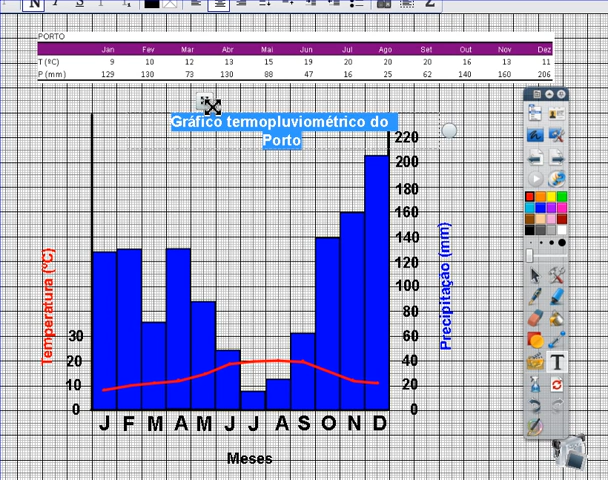 PORTO
Jan Fev Mar Abr Mai Jun Jul Ago Set Out Nov Dez
T (ºC) 9 10 12 13 15 19 20 20 20 16 13 11
P (mm) 129 130 73 130 88 47 16 25 62 140 160 206
Gráfico termopluviométrico do
Porto
220
200
180
160
140
120
100
80
30 60
20 40
10 20
0 0
Temperatura (ºC)
Precipitação (mm)
J F M A M J J A S O N D
Meses